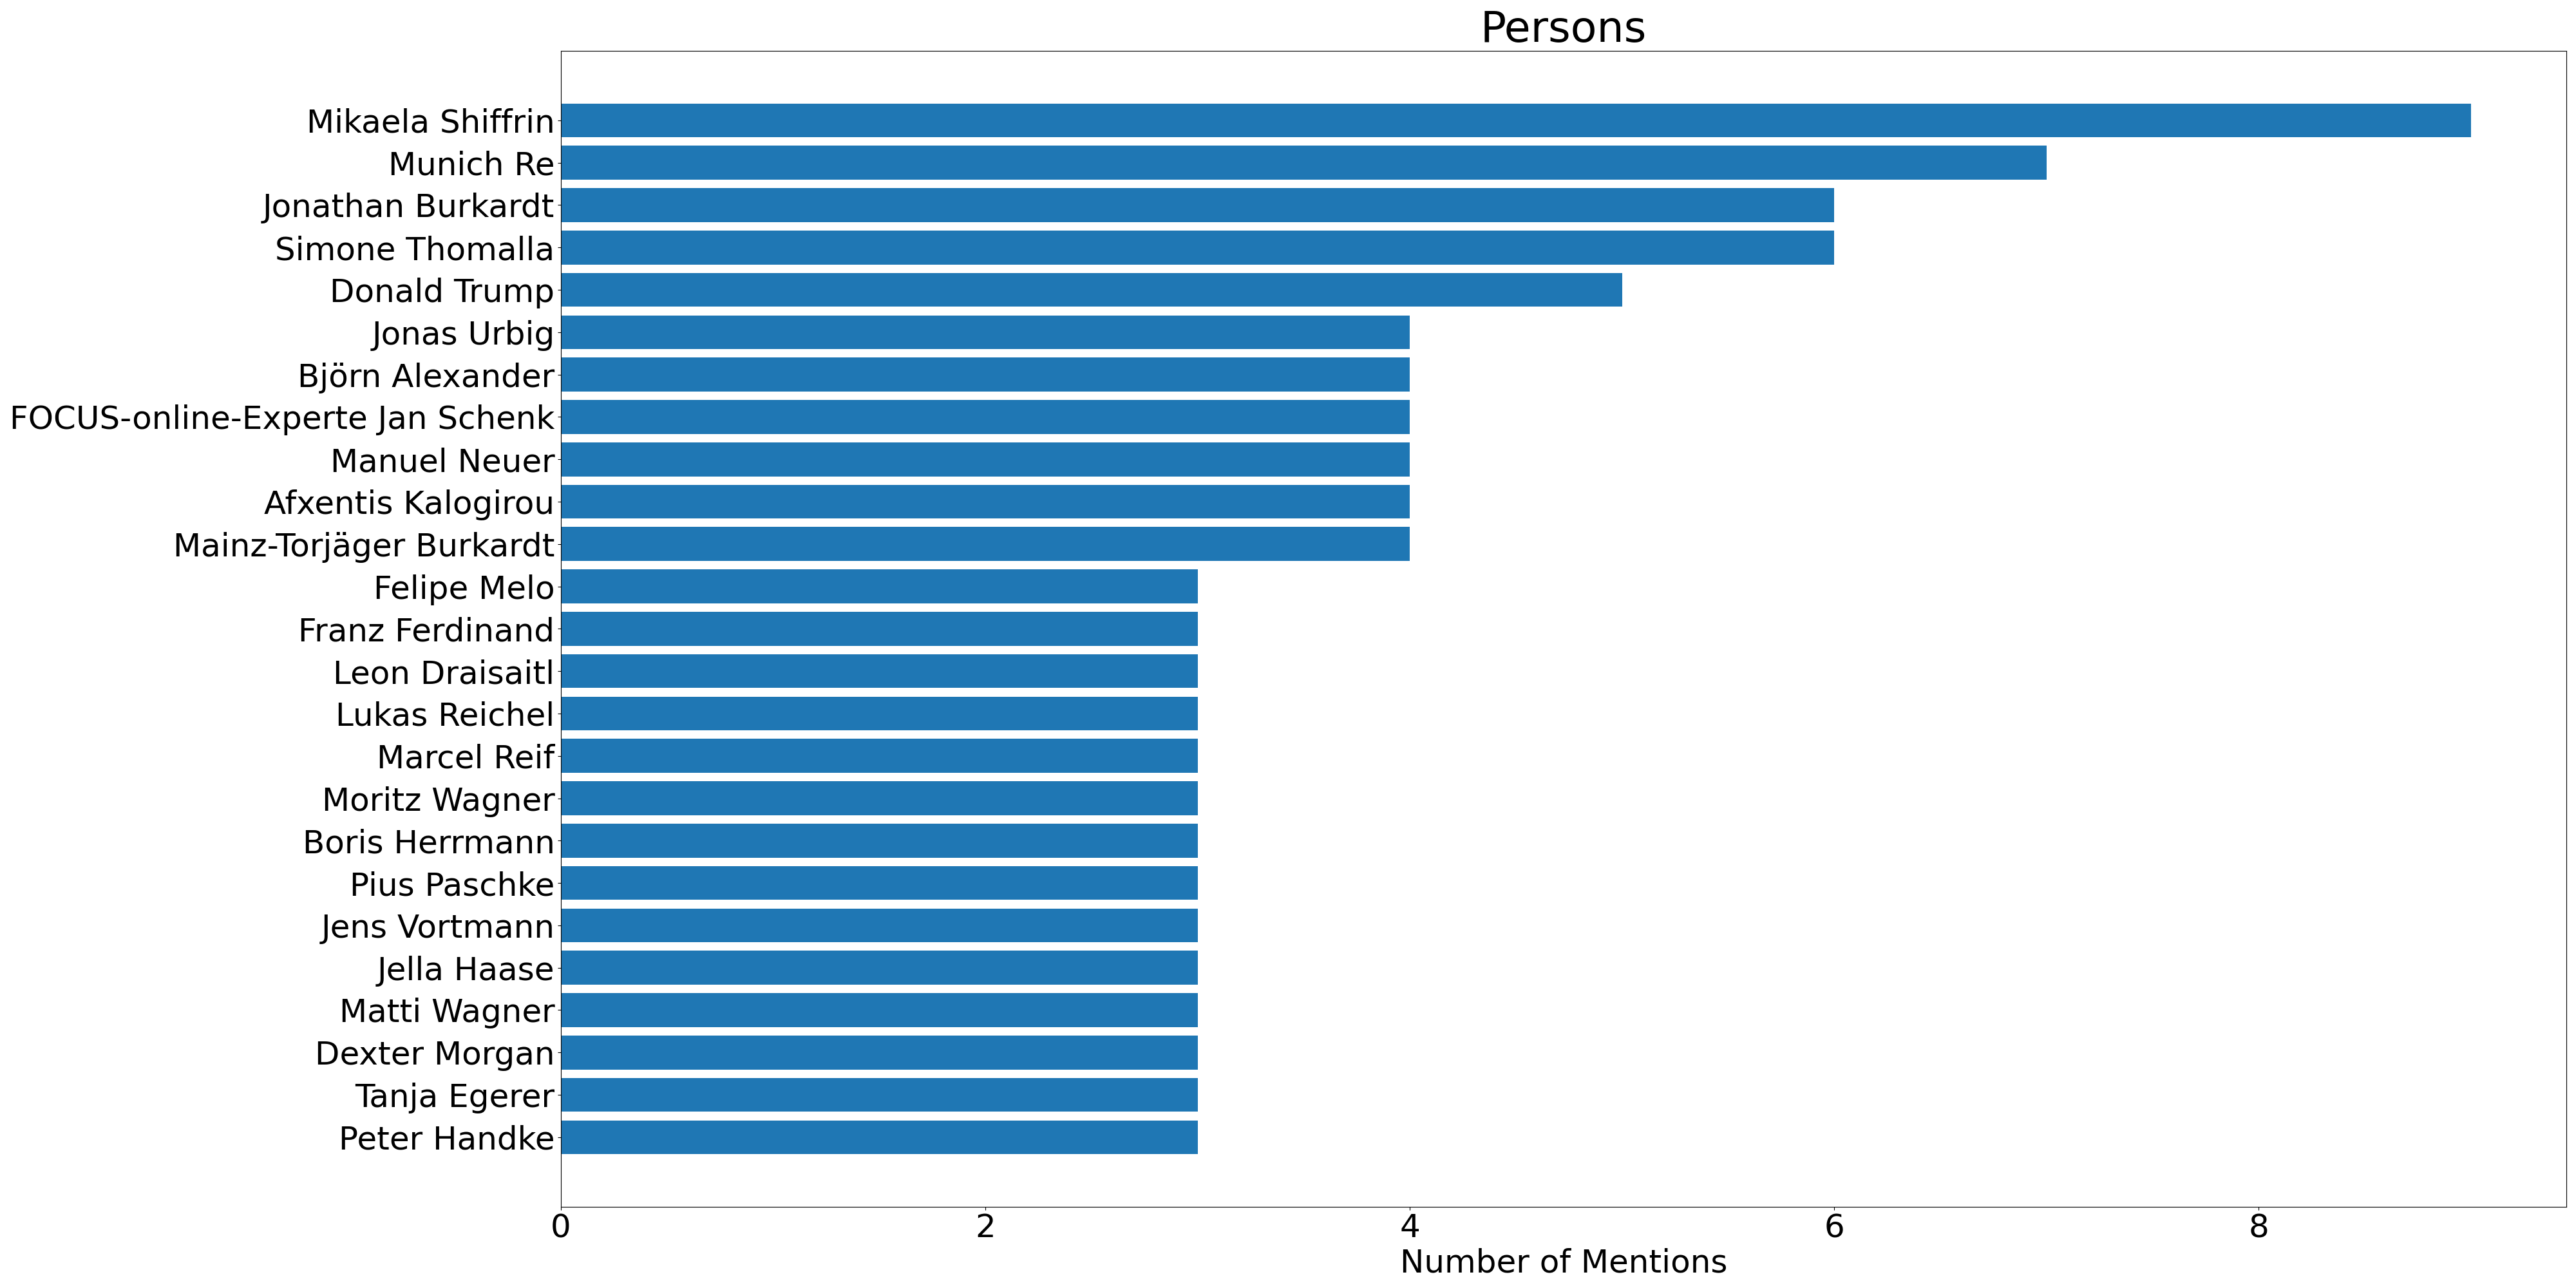 Persons
Mikaela Shiffrin
Munich Re
Jonathan Burkardt
Simone Thomalla
Donald Trump
Jonas Urbig
Björn Alexander
FOCUS-online-Experte Jan Schenk
Manuel Neuer
Afxentis Kalogirou
Mainz-Torjäger Burkardt
Felipe Melo
Franz Ferdinand
Leon Draisaitl
Lukas Reichel
Marcel Reif
Moritz Wagner
Boris Herrmann
Pius Paschke
Jens Vortmann
Jella Haase
Matti Wagner
Dexter Morgan
Tanja Egerer
Peter Handke
0 2 4 6 8
Number of Mentions